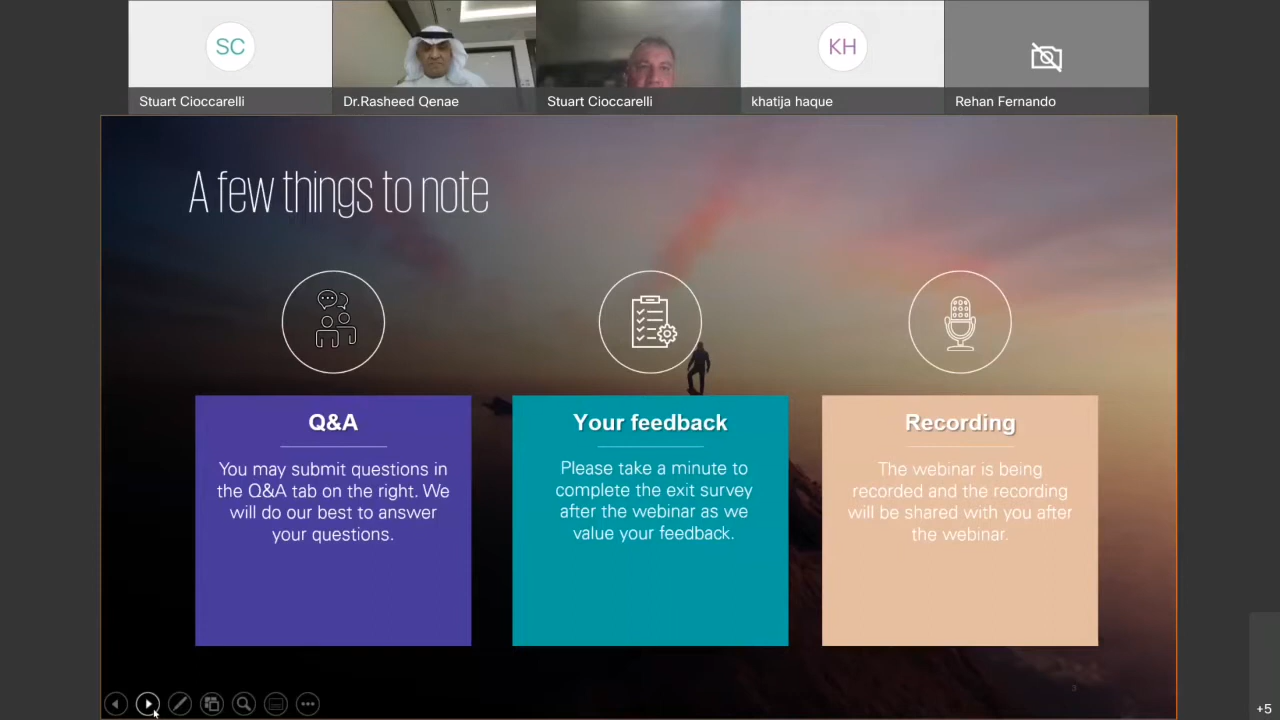 SC
KH
Stuart Cioccarelli
Dr.Rasheed Qenae
Stuart Cioccarelli
khatija haque
Rehan Fernando
A few things to note
Q&A
You may submit questions in
the Q&A tab on the right. We
will do our best to answer
your questions.
Your feedback
Please take a minute to
complete the exit survey
after the webinar as we
value your feedback.
Recording
The webinar is being
recorded and the recording
will be shared with you after
the webinar.
3
+5